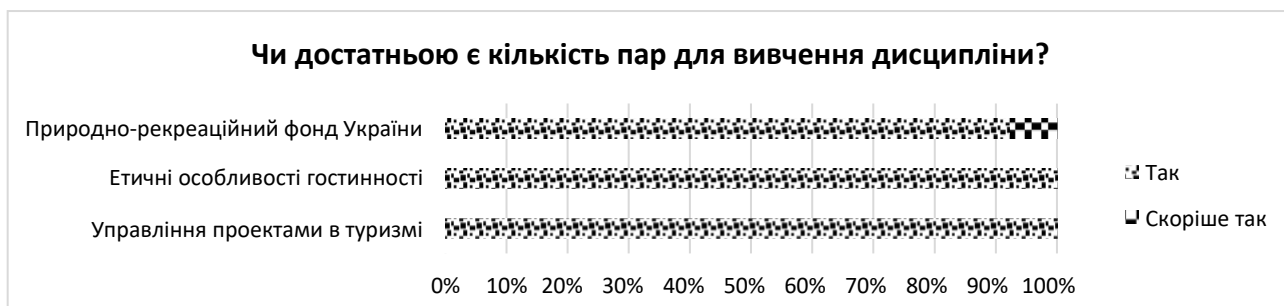 Чи достатньою є кількість пар для вивчення дисципліни?
Природно-рекреаційний фонд України
Етичні особливості гостинності
Управління проектами в туризмі
Так
Скоріше так
0% 10% 20% 30% 40% 50% 60% 70% 80% 90% 100%